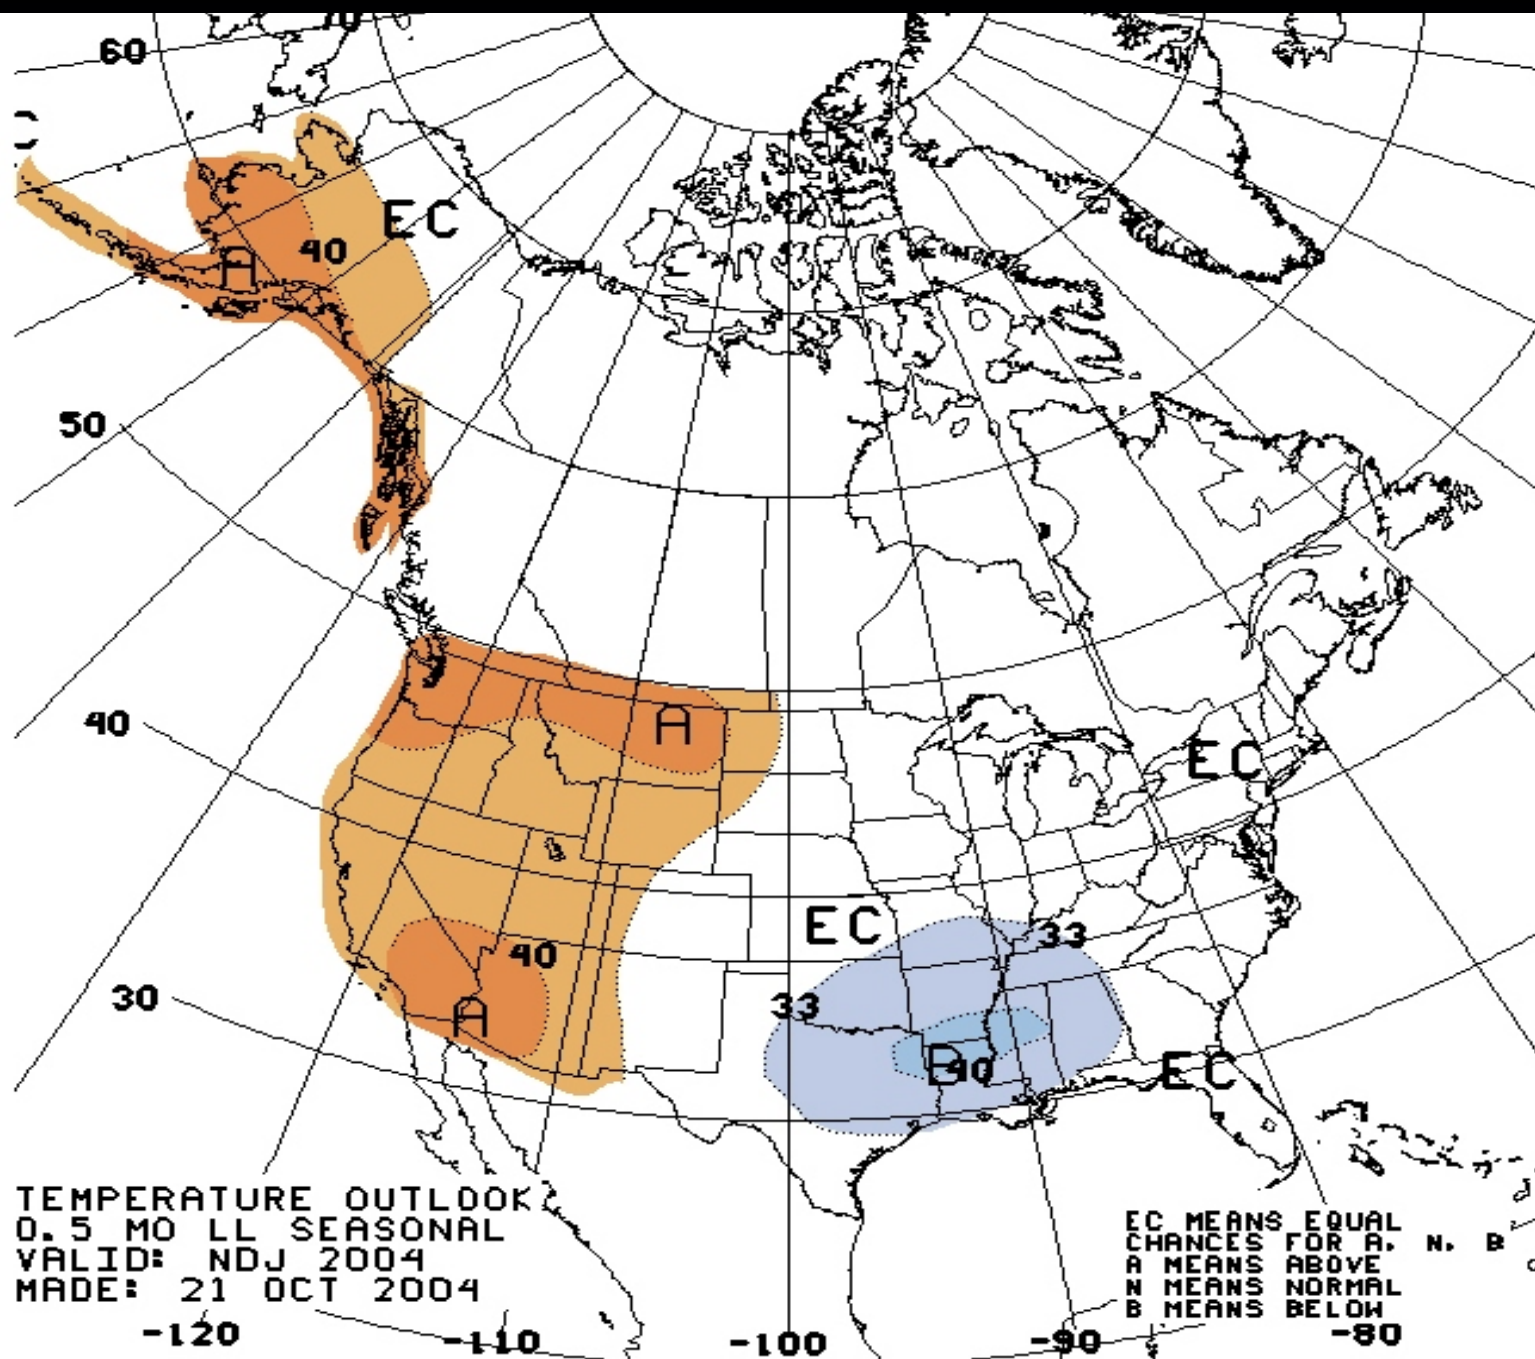 70
60
C
EC
40
A
50
A
40
EC
EC
33
40
33
30
A
B 40
EC
TEMPERATURE OUTLOOK
0.5 MO LL SEASONAL
VALID: NDJ 2004
MADE: 21 OCT 2004
EC MEANS EQUAL
CHANCES FOR A, N, B
A MEANS ABOVE
N MEANS NORMAL
B MEANS BELOW
-120
-110
-100
-90
-80